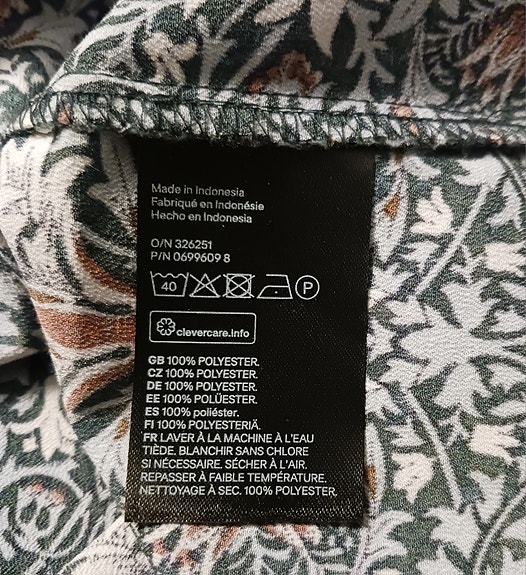 Made in Indonesia
Fabriqué en Indonésie
Hecho en Indonesia
O/N 326251
P/N 0699609 8
40 P
clevercare.info
GB 100% POLYESTER.
CZ 100% POLYESTER.
DE 100% POLYESTER.
EE 100% POLÜESTER.
ES 100% poliéster.
FI 100% POLYESTERIÄ.
FR LAVER À LA MACHINE À L'EAU
TIÈDE. BLANCHIR SANS CHLORE
SI NÉCESSAIRE. SÉCHER À L'AIR.
REPASSER À FAIBLE TEMPÉRATURE.
NETTOYAGE À SEC. 100% POLYESTER.